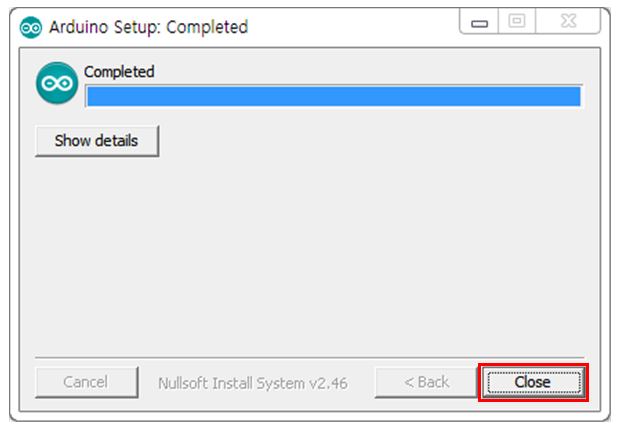 Arduino Setup: Completed
Completed
Show details
Cancel
Nullsoft Install System v2.46
< Back
Close